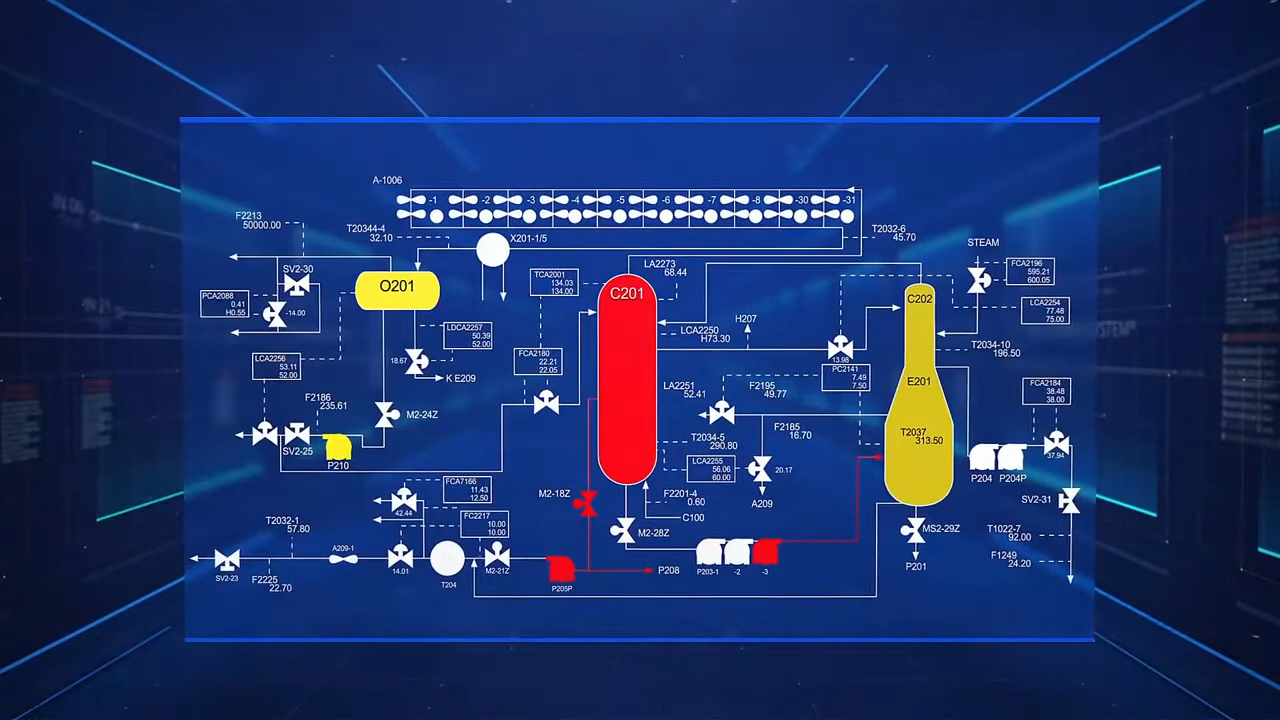 A-1006
-1 -2 -3 -4 -5 -6 -7 -8 -30 -31
F2213
50000.00
T20344-4
32.10
X201-1/5
T2032-6
45.70
STEAM
LA2273
68.44
SV2-30
O201
TCA2001
134.03
134.00
C201
C202
FCA2196
595.21
600.05
PCA2088
0.41
H0.55
-14.00
LCA2254
77.48
75.00
LDCA2257
50.39
52.00
H207
LCA2250
H73.30
T2034-10
196.50
LCA2256
53.11
52.00
18.67
K E209
FCA2180
22.21
22.05
13.98
PC2141
7.49
7.50
E201
LA2251
52.41
F2195
49.77
FCA2184
38.48
38.00
F2186
235.61
M2-24Z
F2185
16.70
T2037
313.50
SV2-25
P210
T2034-5
290.80
37.94
LCA2255
56.06
60.00
20.17
P204
P204P
FCA7166
11.43
12.50
M2-18Z
F2201-4
0.60
A209
SV2-31
42.44
FC2217
10.00
10.00
C100
T2032-1
57.80
M2-28Z
MS2-29Z
T1022-7
92.00
A209-1
F1249
24.20
SV2-23
F2225
22.70
14.01
T204
M2-21Z
P205P
P208
P203-1
-2
-3
P201